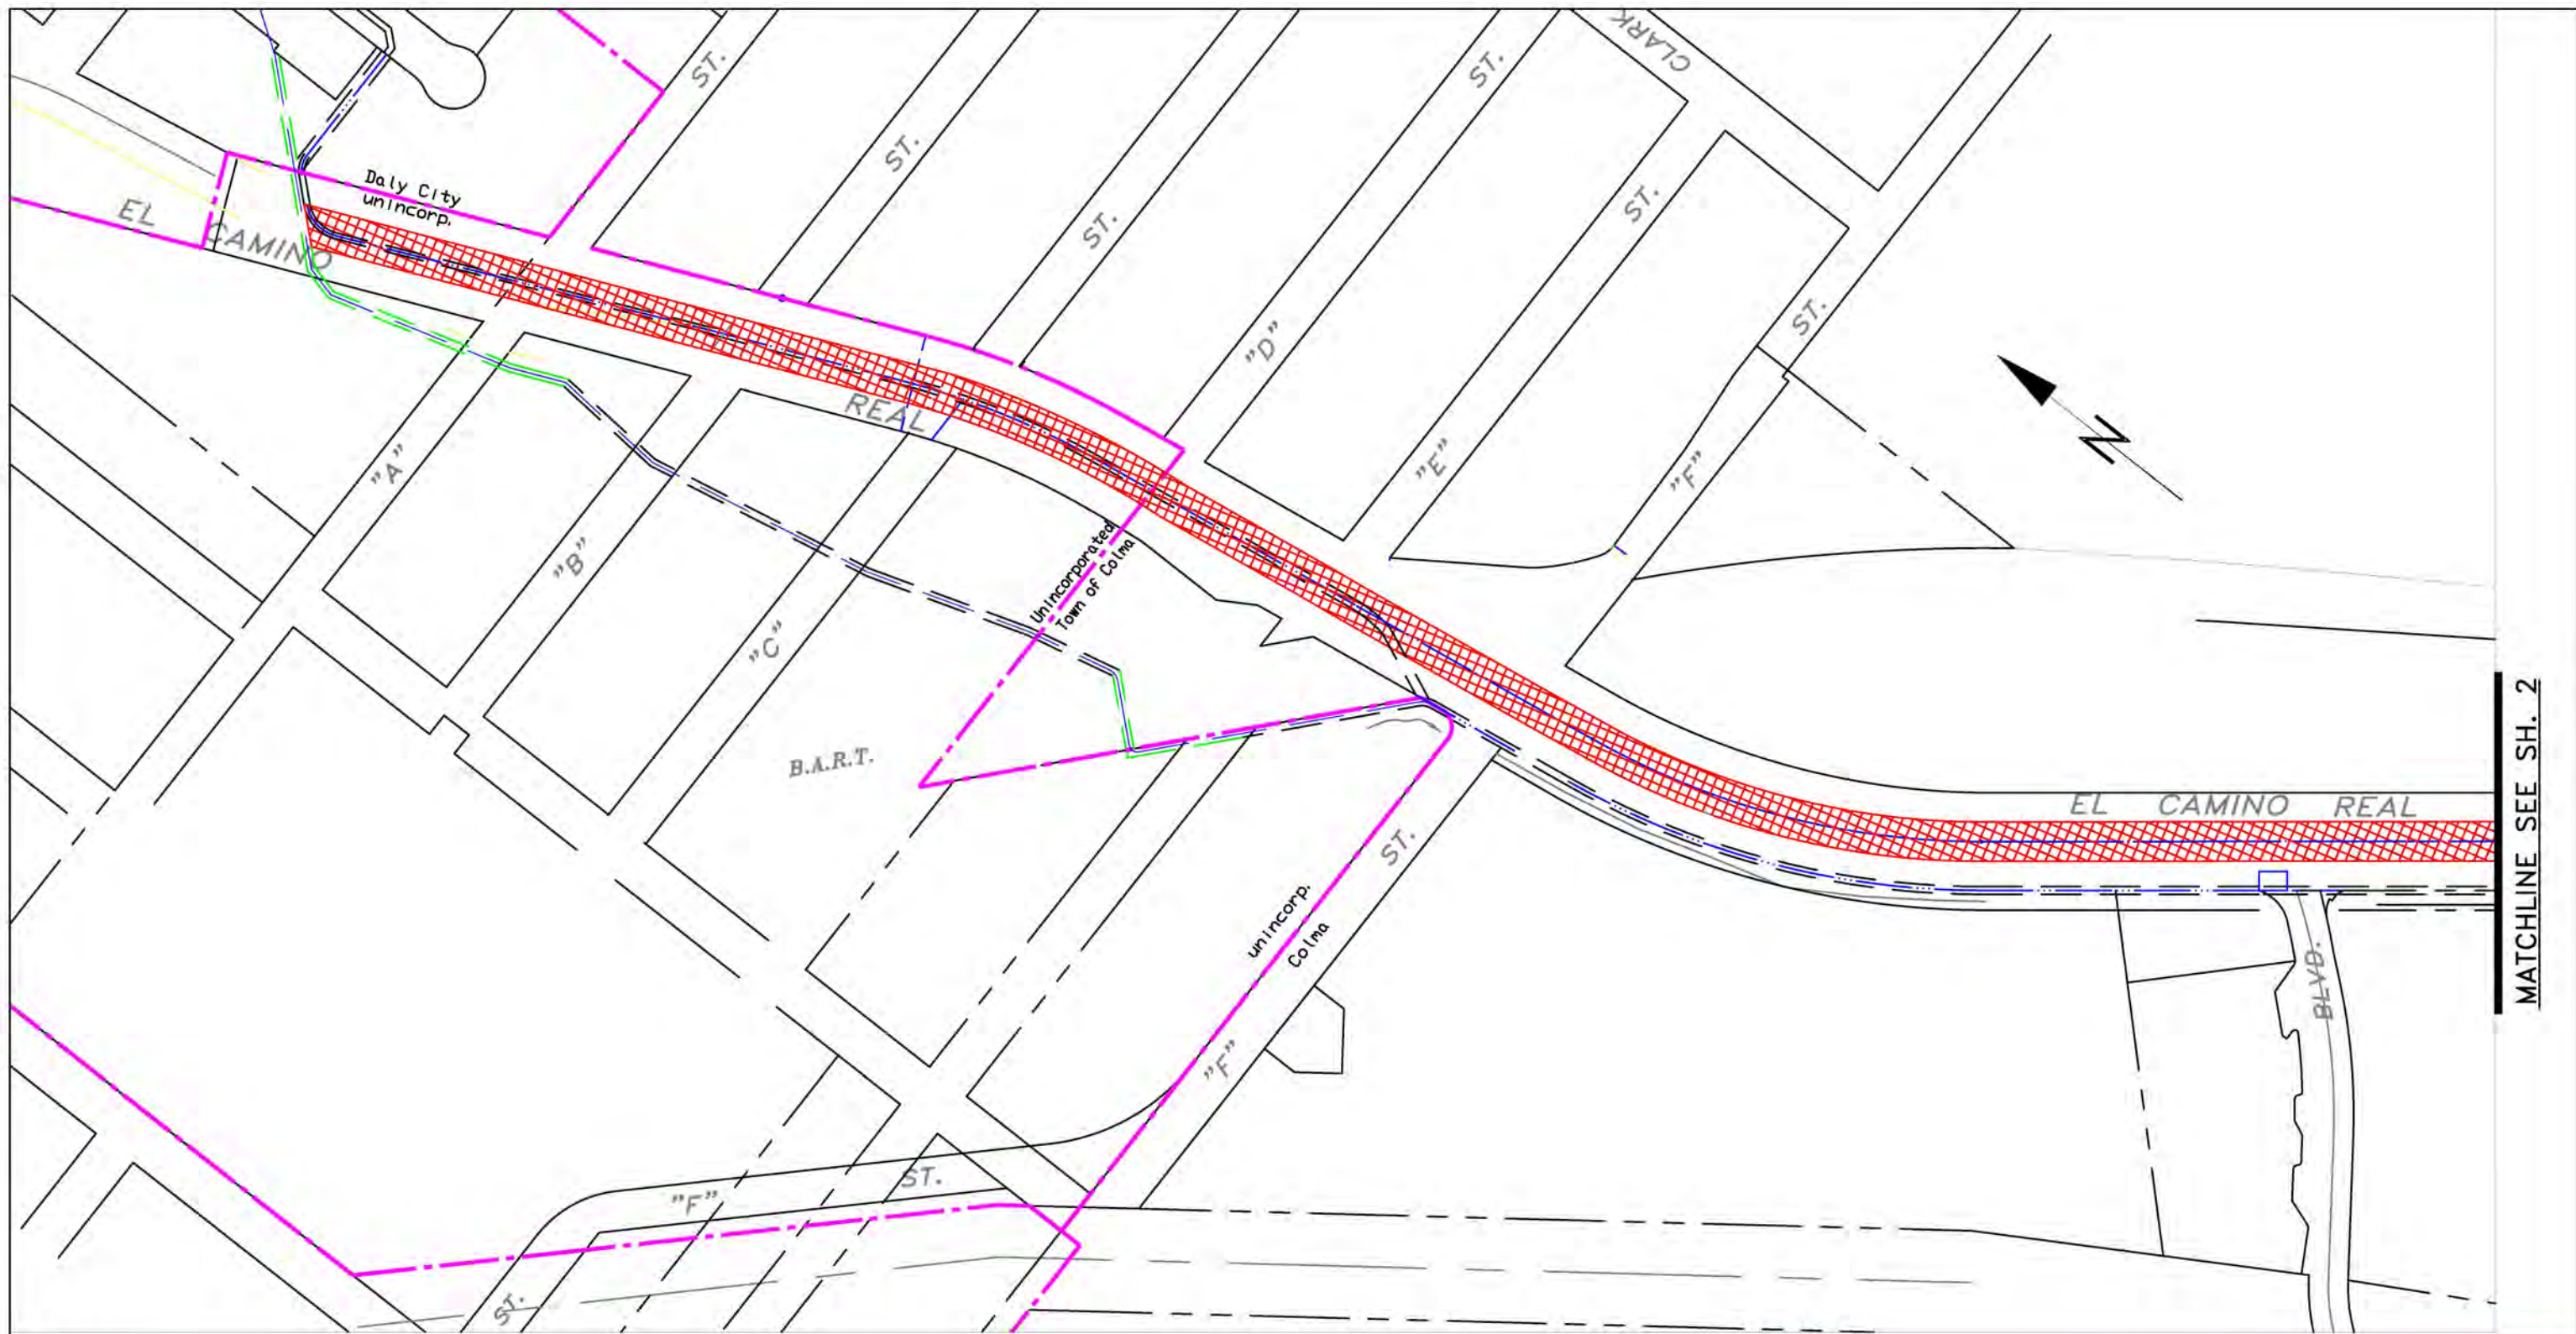 CLARK
ST.
ST.
ST.
ST.
ST.
ST.
Daly City
unincorp.
EL
CAMINO
REAL
"D"
"E"
"F"
N
"A"
"B"
"C"
Unincorporated
Town of Colma
B.A.R.T.
EL CAMINO REAL
MATCHLINE SEE SH. 2
ST.
unincorp.
Colma
BLVD.
"F"
"F"
ST.
ST.